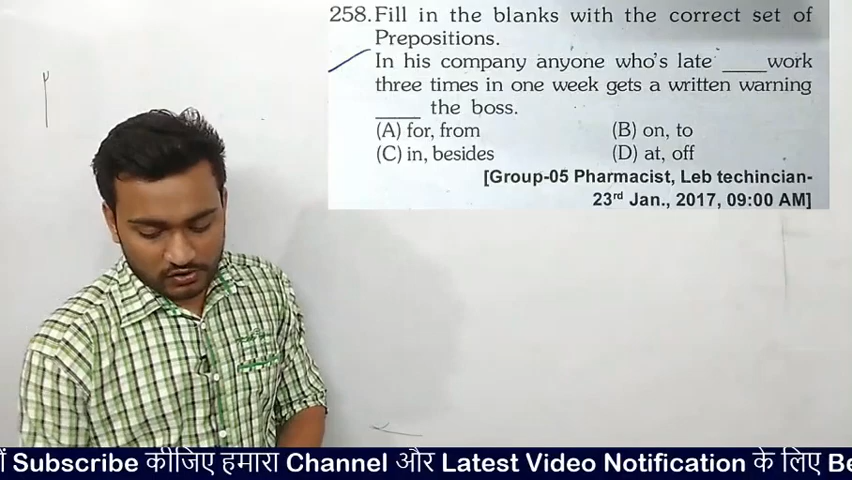 258. Fill in the blanks with the correct set of
Prepositions.
In his company anyone who's late ____ work
three times in one week gets a written warning
____ the boss.
(A) for, from (B) on, to
(C) in, besides (D) at, off
[Group-05 Pharmacist, Leb techincian-
23rd Jan., 2017, 09:00 AM]
Subscribe कीजिए हमारा Channel और Latest Video Notification के लिए